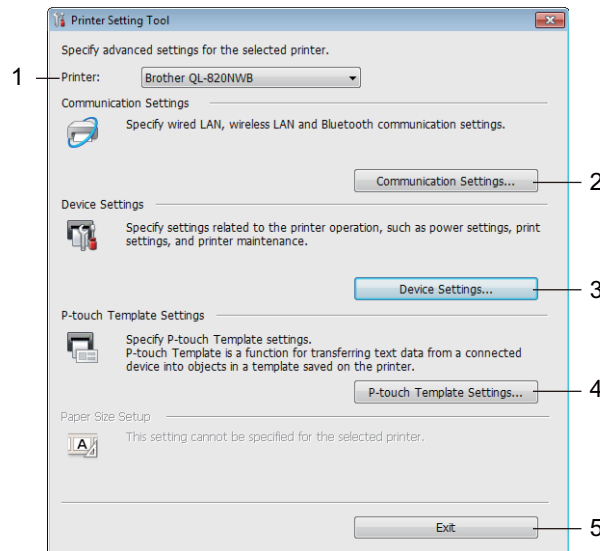 Printer Setting Tool
Specify advanced settings for the selected printer.
1
Printer: Brother QL-820NWB
Communication Settings
Specify wired LAN, wireless LAN and Bluetooth communication settings.
Communication Settings... 2
Device Settings
Specify settings related to the printer operation, such as power settings, print
settings, and printer maintenance.
Device Settings... 3
P-touch Template Settings
Specify P-touch Template settings.
P-touch Template is a function for transferring text data from a connected
device into objects in a template saved on the printer.
P-touch Template Settings... 4
Paper Size Setup
This setting cannot be specified for the selected printer.
A
Exit 5